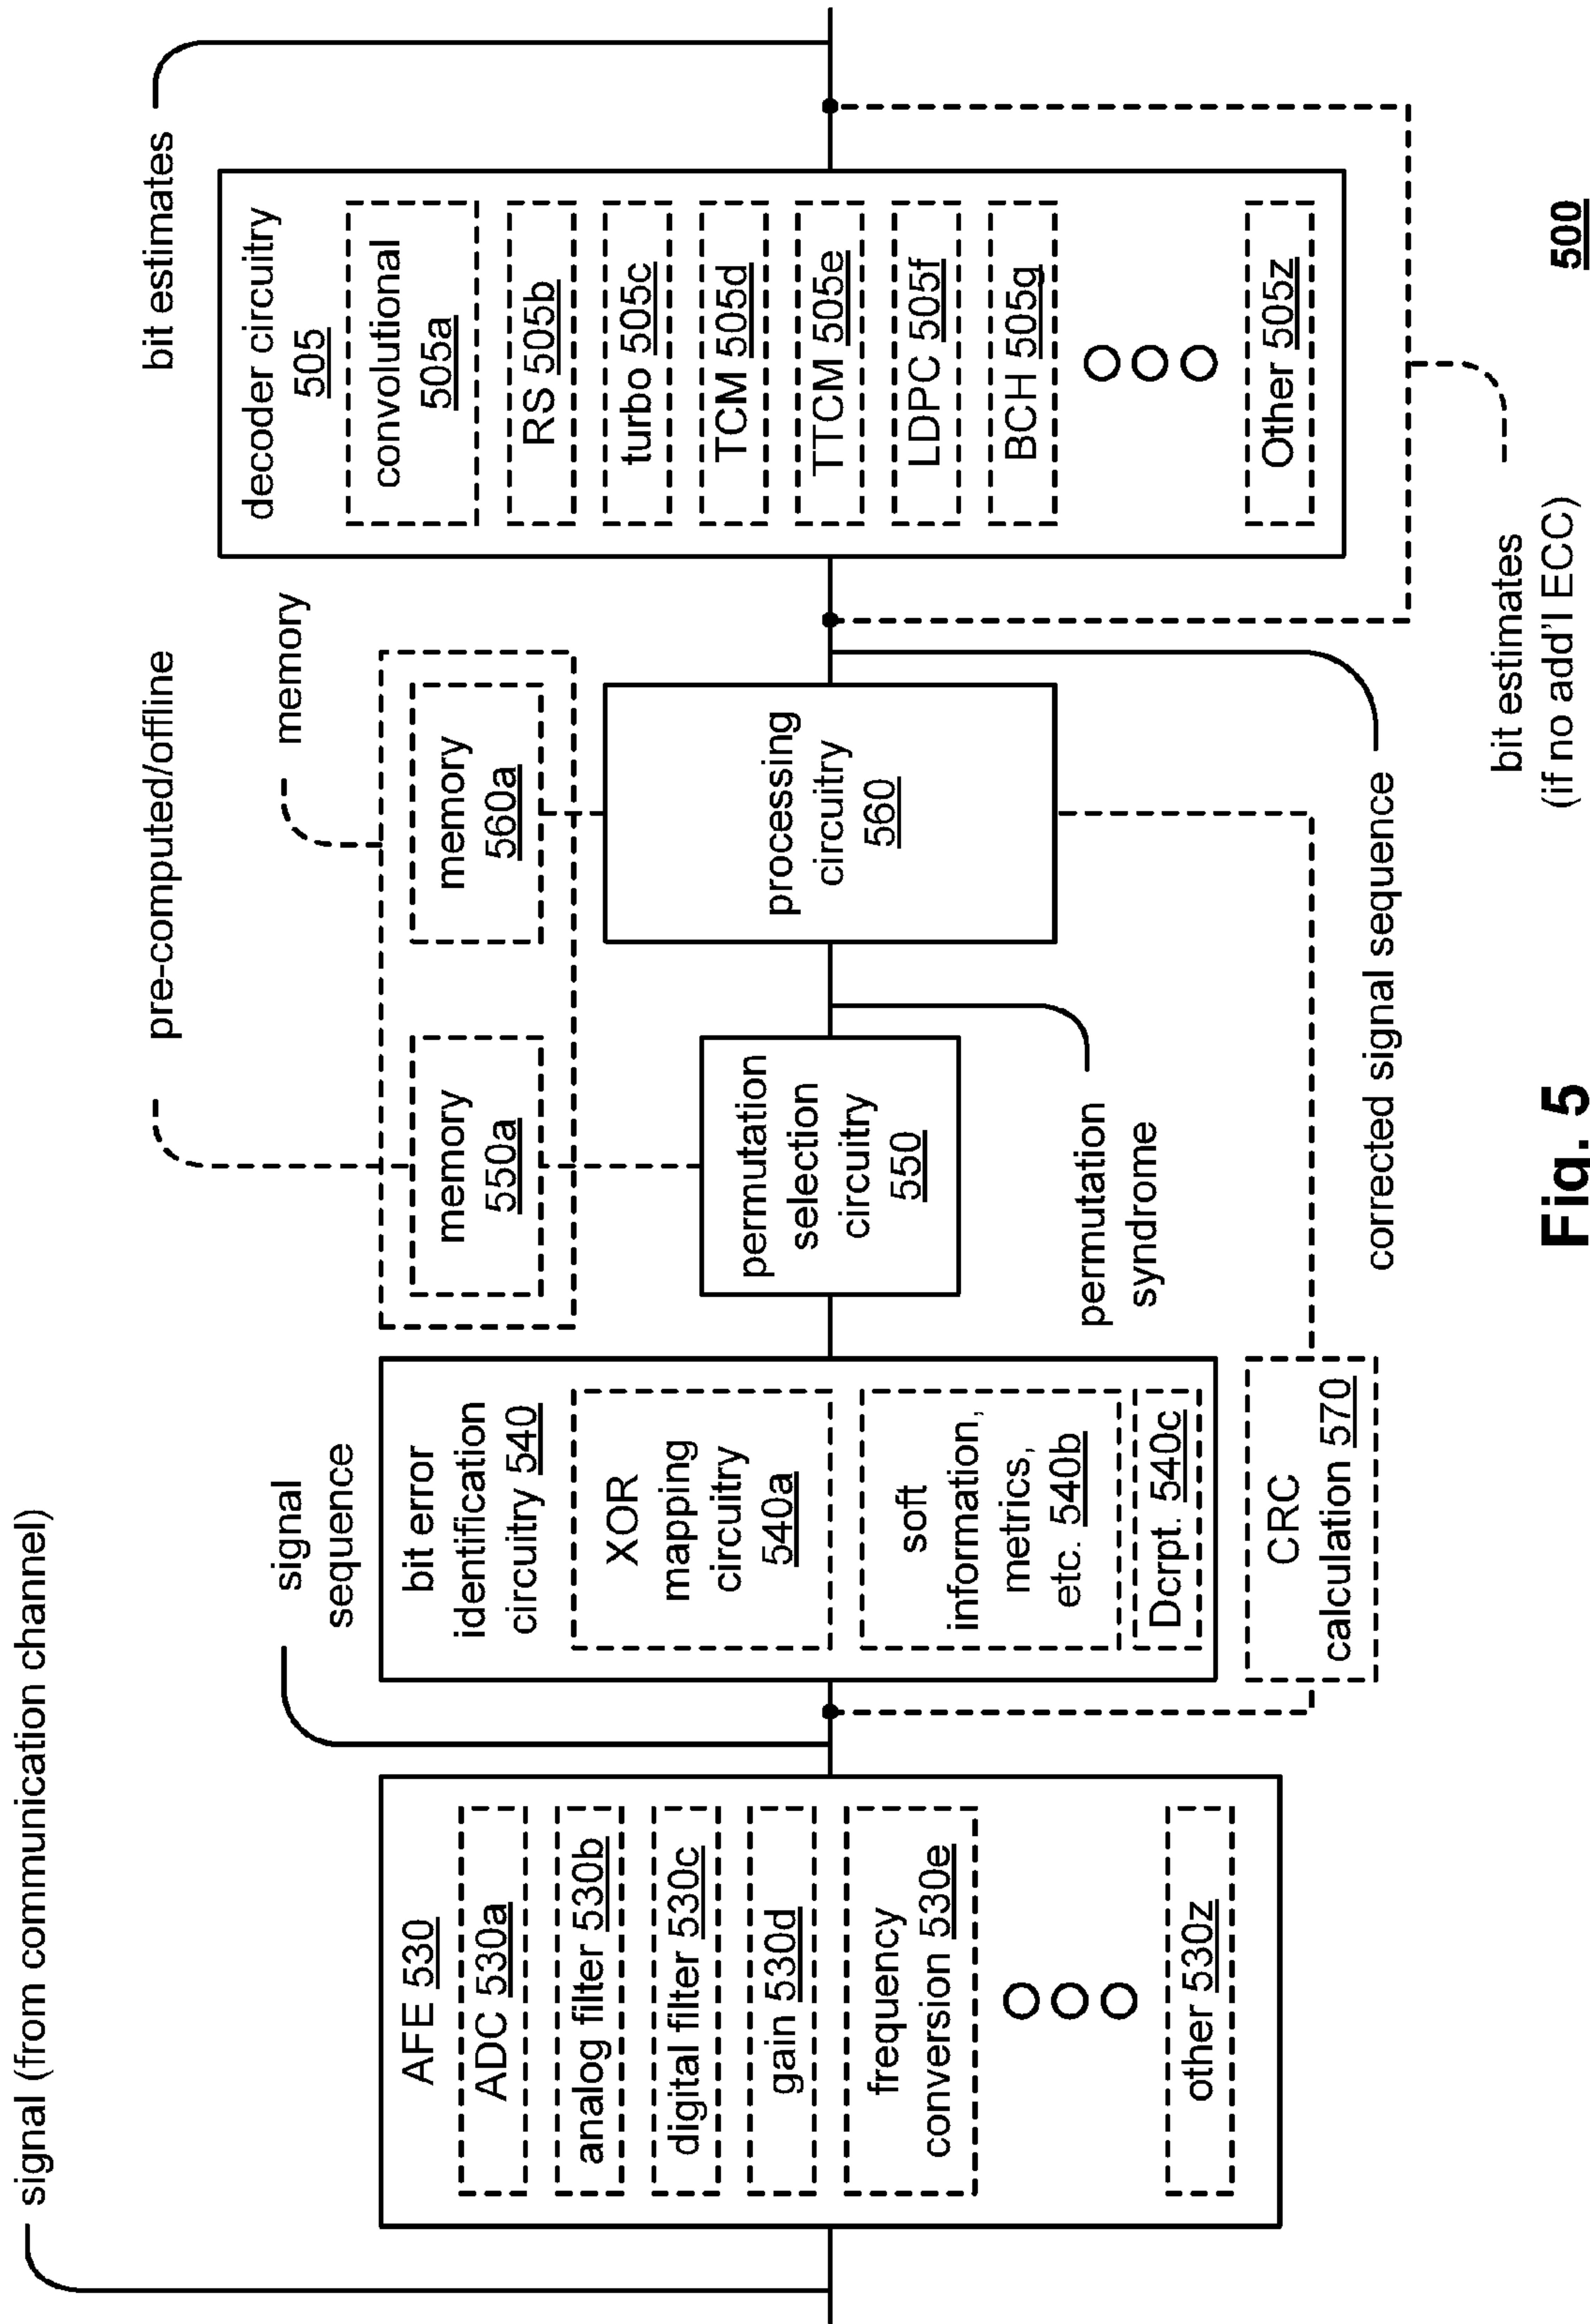 signal (from communication channel)
AFE 530
ADC 530a
analog filter 530b
digital filter 530c
gain 530d
frequency
conversion 530e
other 530z
signal
sequence
bit error
identification
circuitry 540
XOR
mapping
circuitry
540a
soft
information,
metrics,
etc. 540b
Dcrpt. 540c
CRC
calculation 570
pre-computed/offline
memory
memory
550a
memory
560a
permutation
selection
circuitry
550
permutation
syndrome
processing
circuitry
560
corrected signal sequence
bit estimates
decoder circuitry
505
convolutional
505a
RS 505b
turbo 505c
TCM 505d
TTCM 505e
LDPC 505f
BCH 505g
Other 505z
bit estimates
(if no add'l ECC)
Fig. 5
500